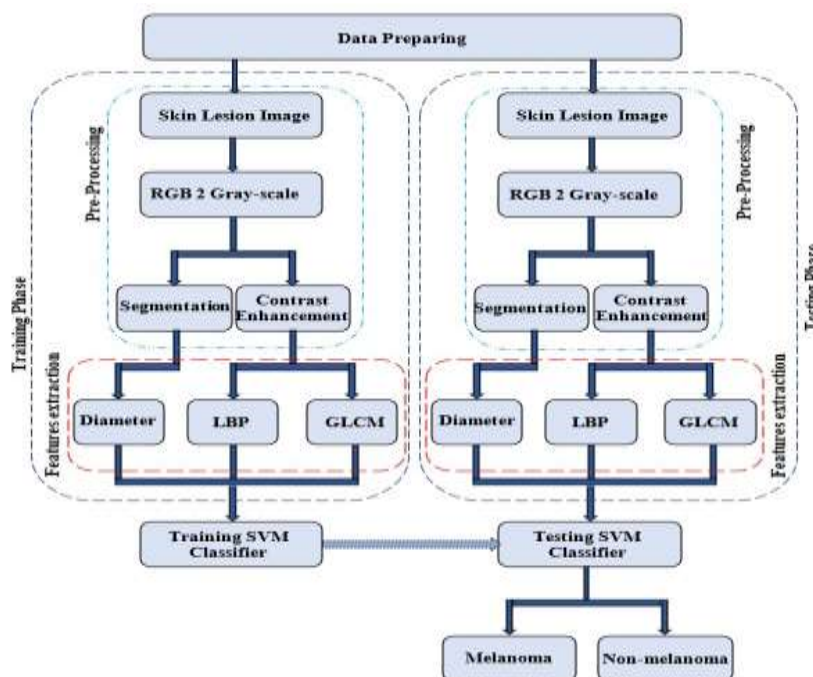 Data Preparing
Training Phase
Pre-Processing
Skin Lesion Image
RGB 2 Gray-scale
Segmentation
Contrast
Enhancement
Features extraction
Diameter
LBP
GLCM
Training SVM
Classifier
Skin Lesion Image
Pre-Processing
Testing Phase
RGB 2 Gray-scale
Segmentation
Contrast
Enhancement
Features extraction
Diameter
LBP
GLCM
Testing SVM
Classifier
Melanoma
Non-melanoma